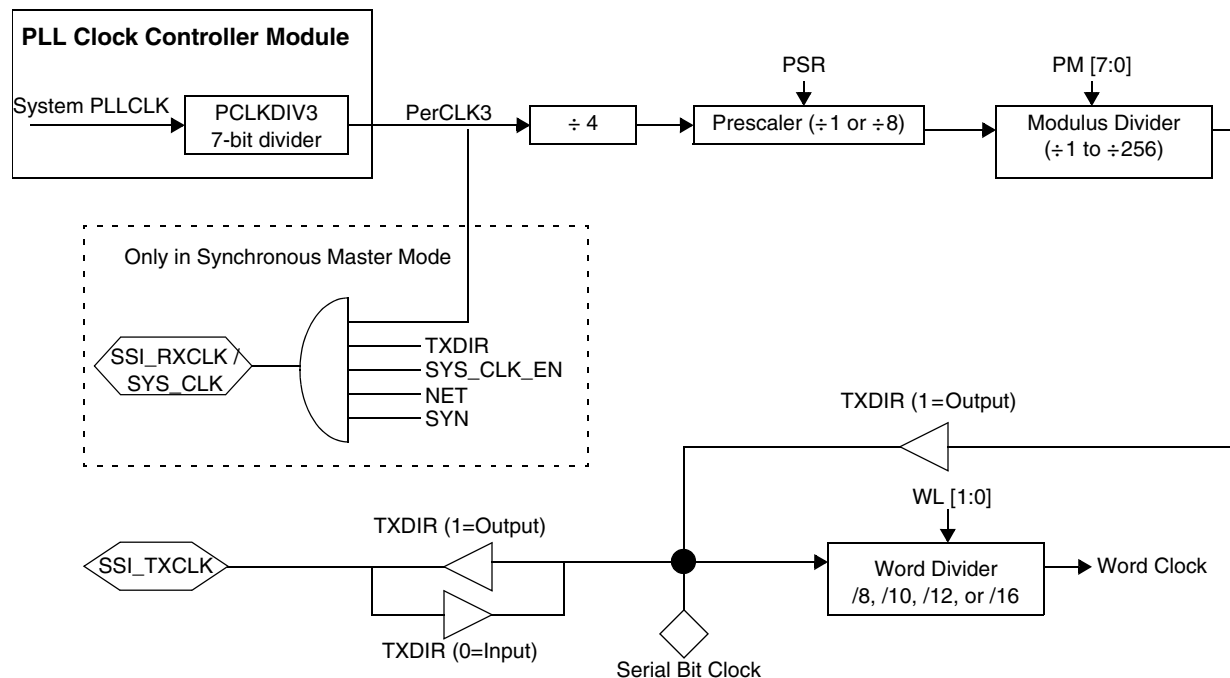 PLL Clock Controller Module
System PLLCLK
PCLKDIV3
7-bit divider
PerCLK3
÷ 4
PSR
Prescaler (÷1 or ÷8)
PM [7:0]
Modulus Divider
(÷1 to ÷256)
Only in Synchronous Master Mode
SSI_RXCLK /
SYS_CLK
TXDIR
SYS_CLK_EN
NET
SYN
TXDIR (1=Output)
WL [1:0]
TXDIR (1=Output)
SSI_TXCLK
Word Divider
/8, /10, /12, or /16
Word Clock
TXDIR (0=Input)
Serial Bit Clock